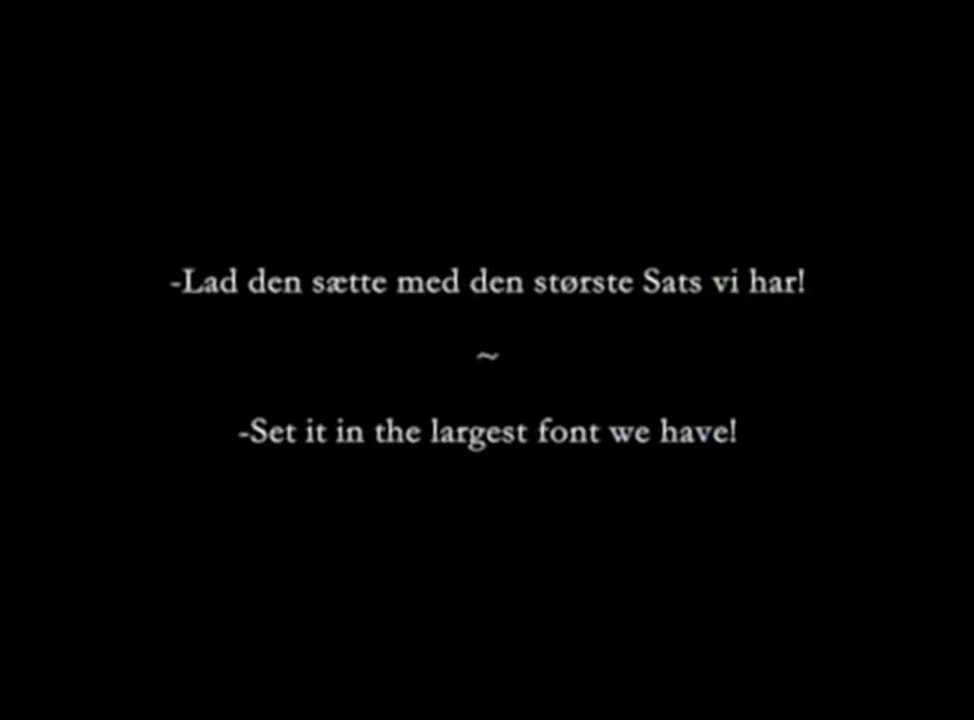 -Lad den sætte med den største Sats vi har!
~
-Set it in the largest font we have!